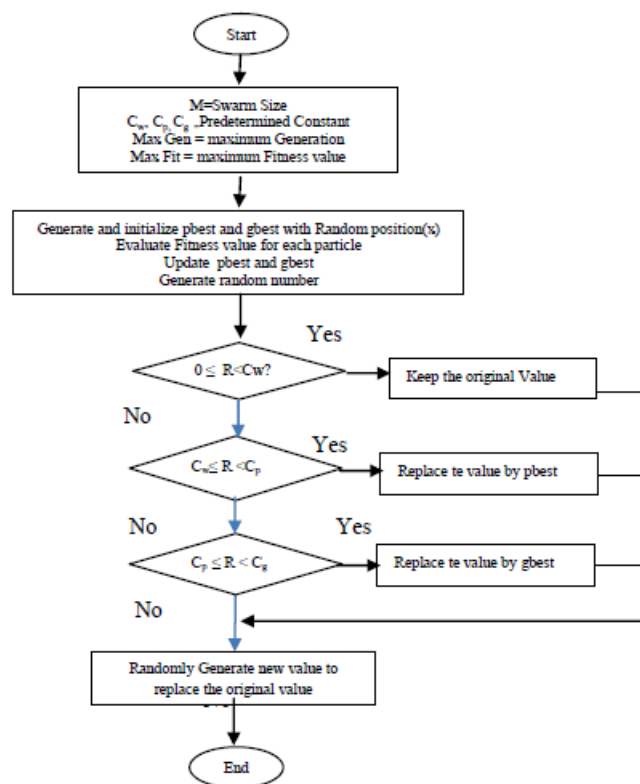 Start
M=Swarm Size
Cw, Cp, Cg ..Predetermined Constant
Max Gen = maximum Generation
Max Fit = maximum Fitness value
Generate and initialize pbest and gbest with Random position(x)
Evaluate Fitness value for each particle
Update pbest and gbest
Generate random number
Yes
0 ≤ R<Cw?
Keep the original Value
No
Yes
Cw≤ R <Cp
Replace te value by pbest
No
Yes
Cp ≤ R < Cg
Replace te value by gbest
No
Randomly Generate new value to
replace the original value
End